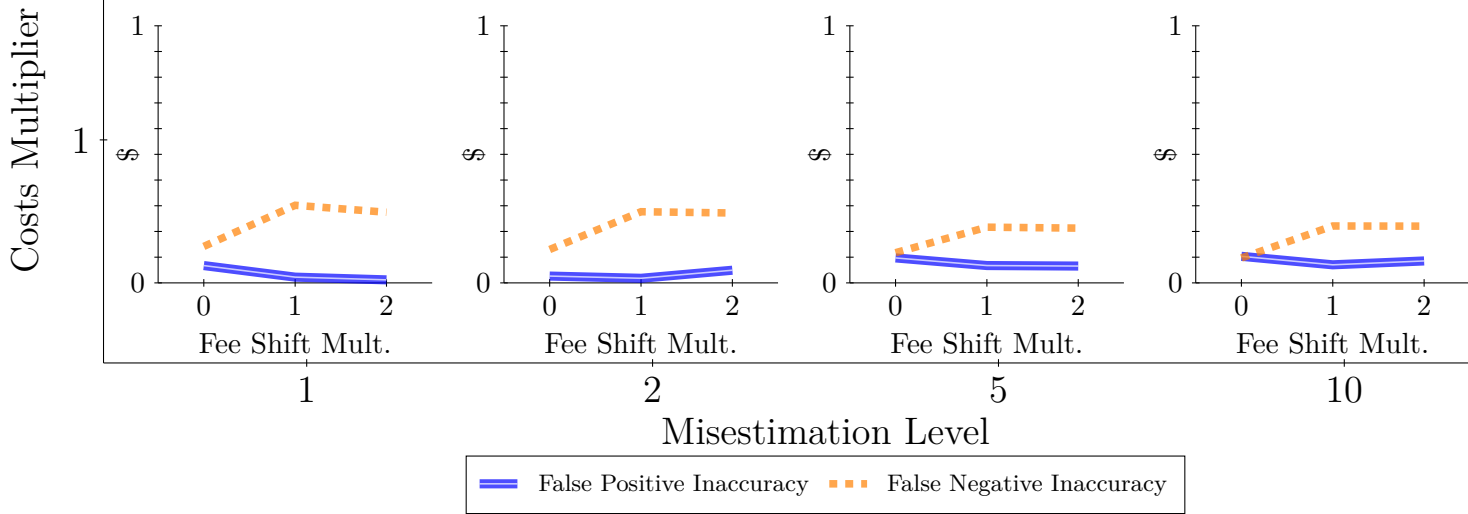 Costs Multiplier
1
1
$
0
0 1 2
Fee Shift Mult.
1
$
0
0 1 2
Fee Shift Mult.
1
$
0
0 1 2
Fee Shift Mult.
1
$
0
0 1 2
Fee Shift Mult.
1 2 5 10
Misestimation Level
False Positive Inaccuracy False Negative Inaccuracy